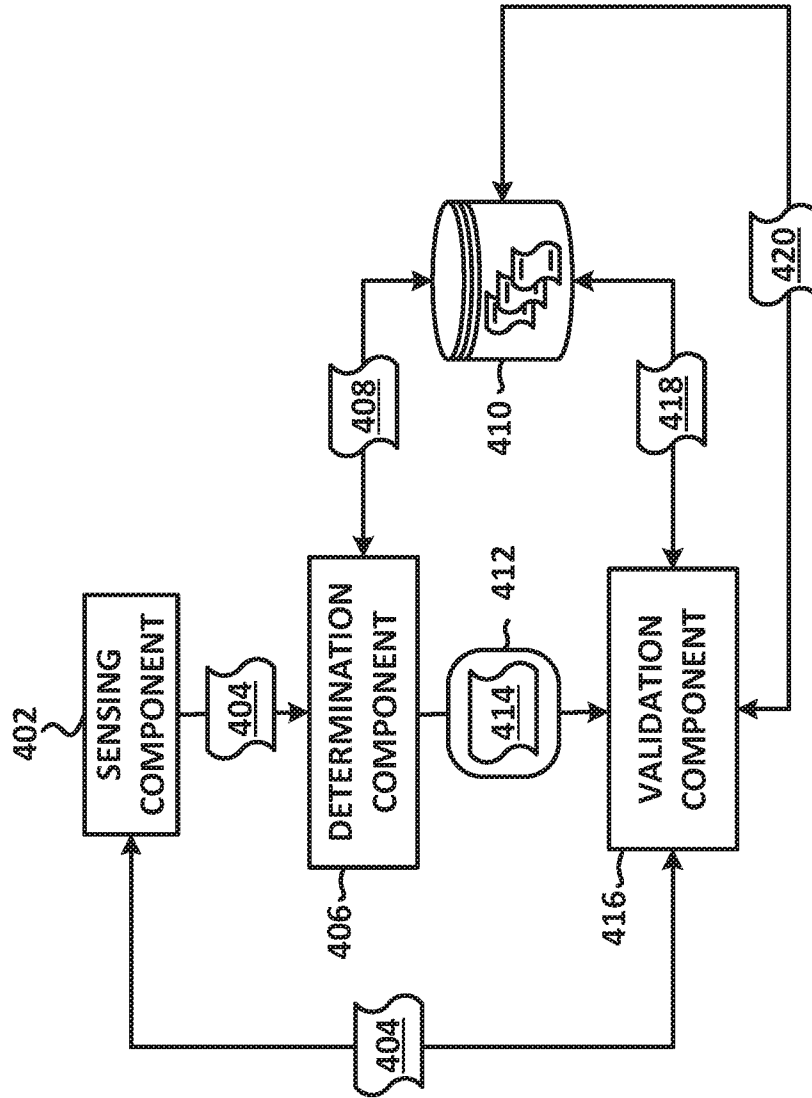 402
SENSING
COMPONENT
404
404
406
DETERMINATION
COMPONENT
408
410
412
414
416
VALIDATION
COMPONENT
418
420